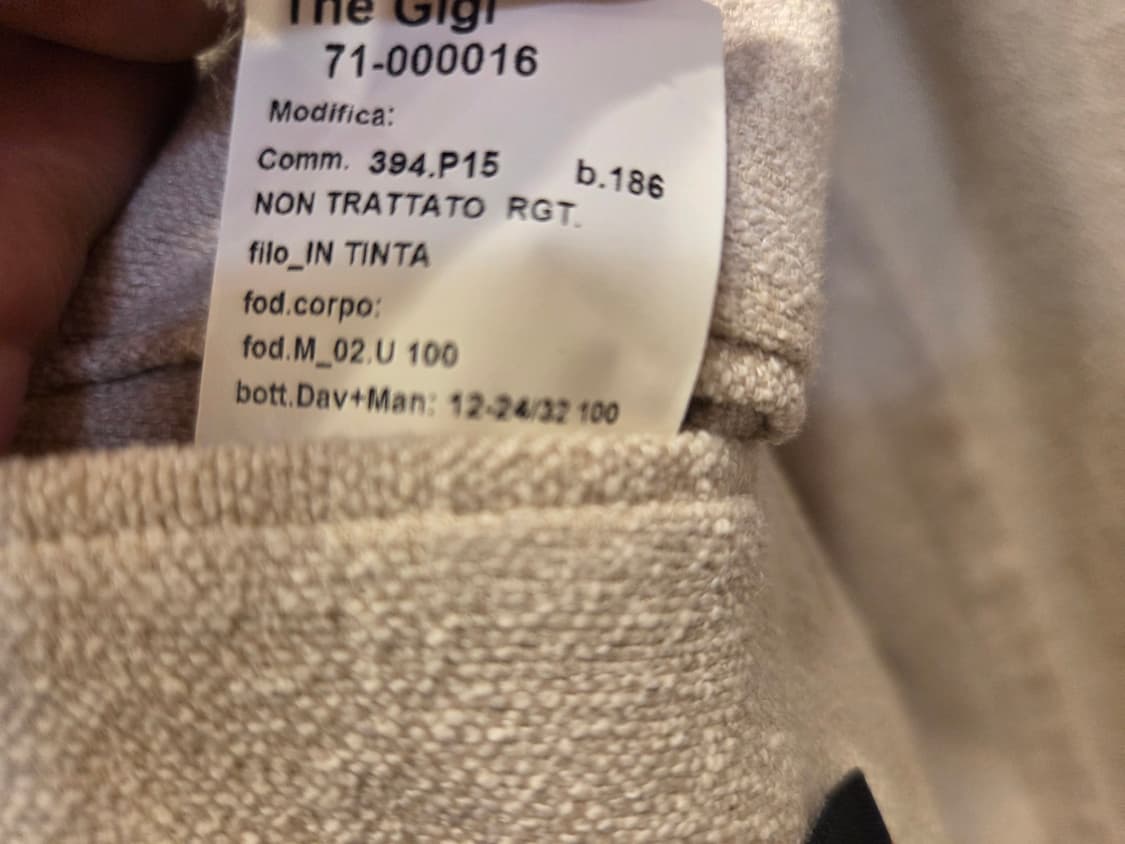 The Gigi
71-000016
Modifica:
Comm. 394.P15 b.186
NON TRATTATO RGT.
filo_IN TINTA
fod.corpo:
fod.M_02.U 100
bott.Dav+Man: 12-24/32 100